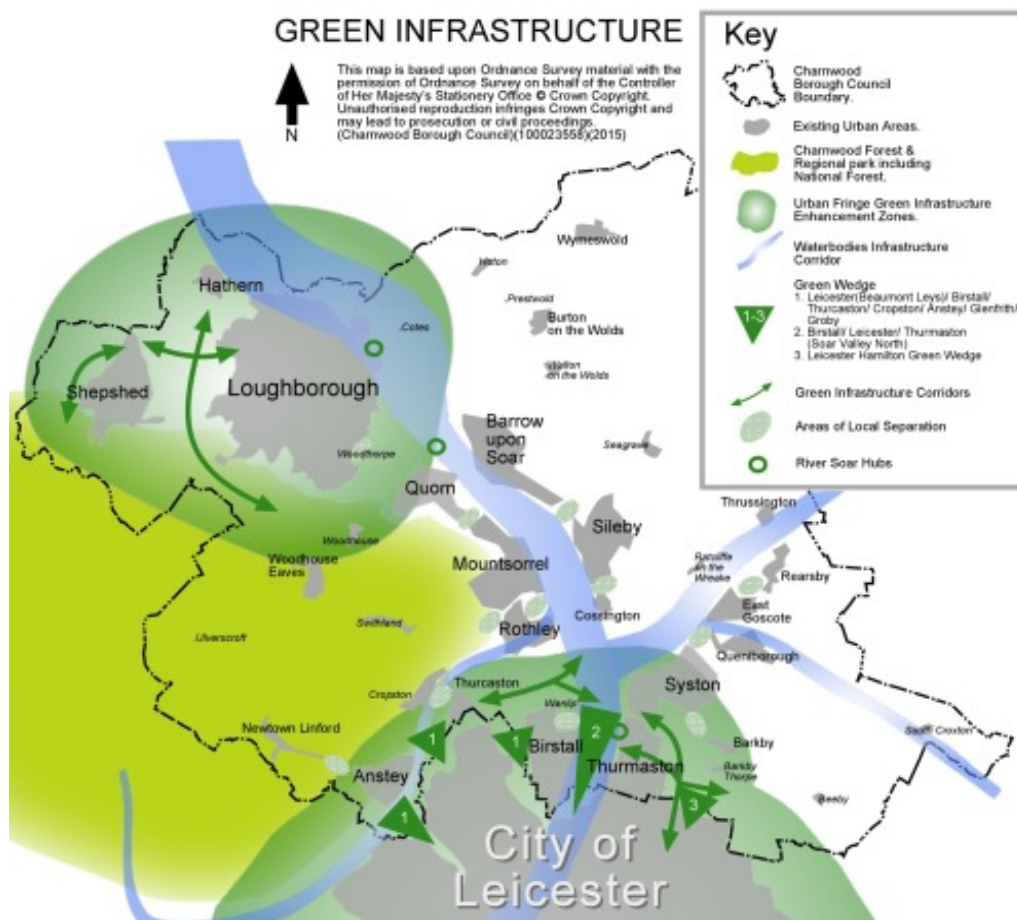 GREEN INFRASTRUCTURE
N
This map is based upon Ordnance Survey material with the
permission of Ordnance Survey on behalf of the Controller
of Her Majesty's Stationery Office © Crown Copyright.
Unauthorised reproduction infringes Crown Copyright and
may lead to prosecution or civil proceedings.
(Charnwood Borough Council)(100023558)(2015)
Key
Charnwood
Borough Council
Boundary.
Existing Urban Areas.
Charnwood Forest &
Regional park including
National Forest.
Urban Fringe Green Infrastructure
Enhancement Zones.
Waterbodies Infrastructure
Corridor
Green Wedge
1-3
1. Leicester(Beaumont Leys)/ Birstall/
Thurcaston/ Cropston/ Anstey/ Glenfrith/
Groby
2. Birstall/ Leicester/ Thurmaston
(Soar Valley North)
3. Leicester Hamilton Green Wedge
Green Infrastructure Corridors
Areas of Local Separation
River Soar Hubs
Wymeswold
Hoton
Hathern
Prestwold
Burton
on the Wolds
Cotes
Walton
on the Wolds
Shepshed
Loughborough
Barrow
upon
Soar
Seagrave
Woodthorpe
Quorn
Thrussington
Sileby
Woodhouse
Woodhouse
Eaves
Mountsorrel
Ratcliffe
on the
Wreake
Rearsby
Cossington
East
Goscote
Swithland
Rothley
Ulverscroft
Queniborough
Thurcaston
Syston
Cropston
Wanlip
Newtown Linford
South Croxton
1
1
2
Birstall
Barkby
Anstey
Thurmaston
Barkby
Thorpe
1
3
Beeby
City of
Leicester